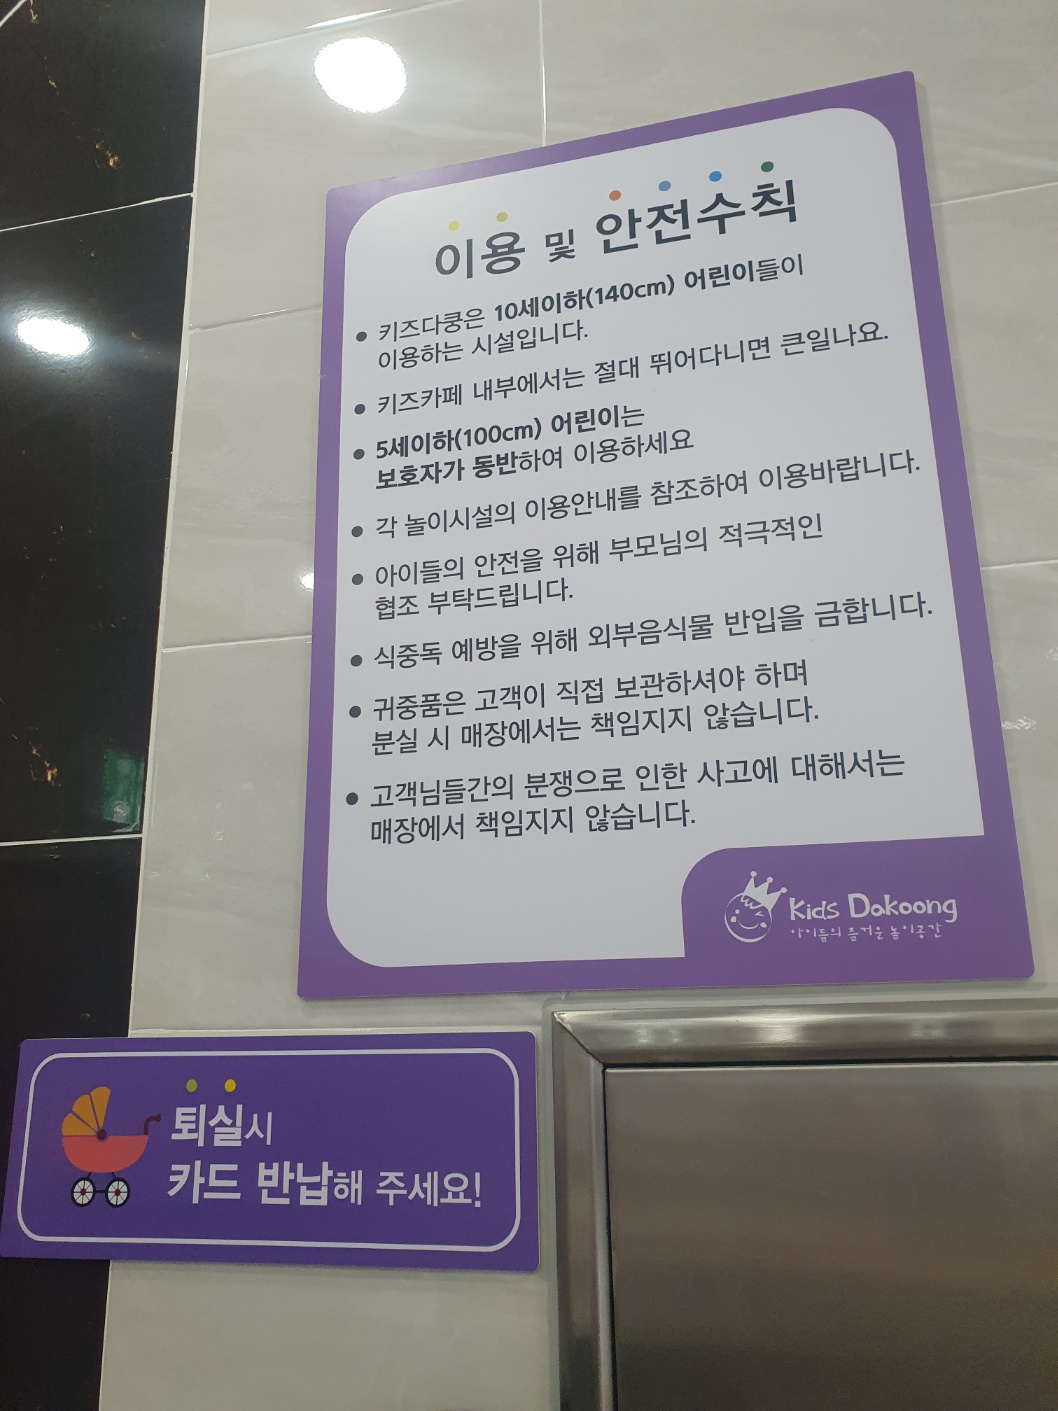 이용 및 안전수칙
• 키즈다쿵은 10세이하(140cm) 어린이들이
이용하는 시설입니다.
• 키즈카페 내부에서는 절대 뛰어다니면 큰일나요.
• 5세이하(100cm) 어린이는
보호자가 동반하여 이용하세요
• 각 놀이시설의 이용안내를 참조하여 이용바랍니다.
• 아이들의 안전을 위해 부모님의 적극적인
협조 부탁드립니다.
• 식중독 예방을 위해 외부음식물 반입을 금합니다.
• 귀중품은 고객이 직접 보관하셔야 하며
분실 시 매장에서는 책임지지 않습니다.
• 고객님들간의 분쟁으로 인한 사고에 대해서는
매장에서 책임지지 않습니다.
Kids Dakoong
아이들의 즐거운 놀이공간
퇴실시
카드 반납해 주세요!